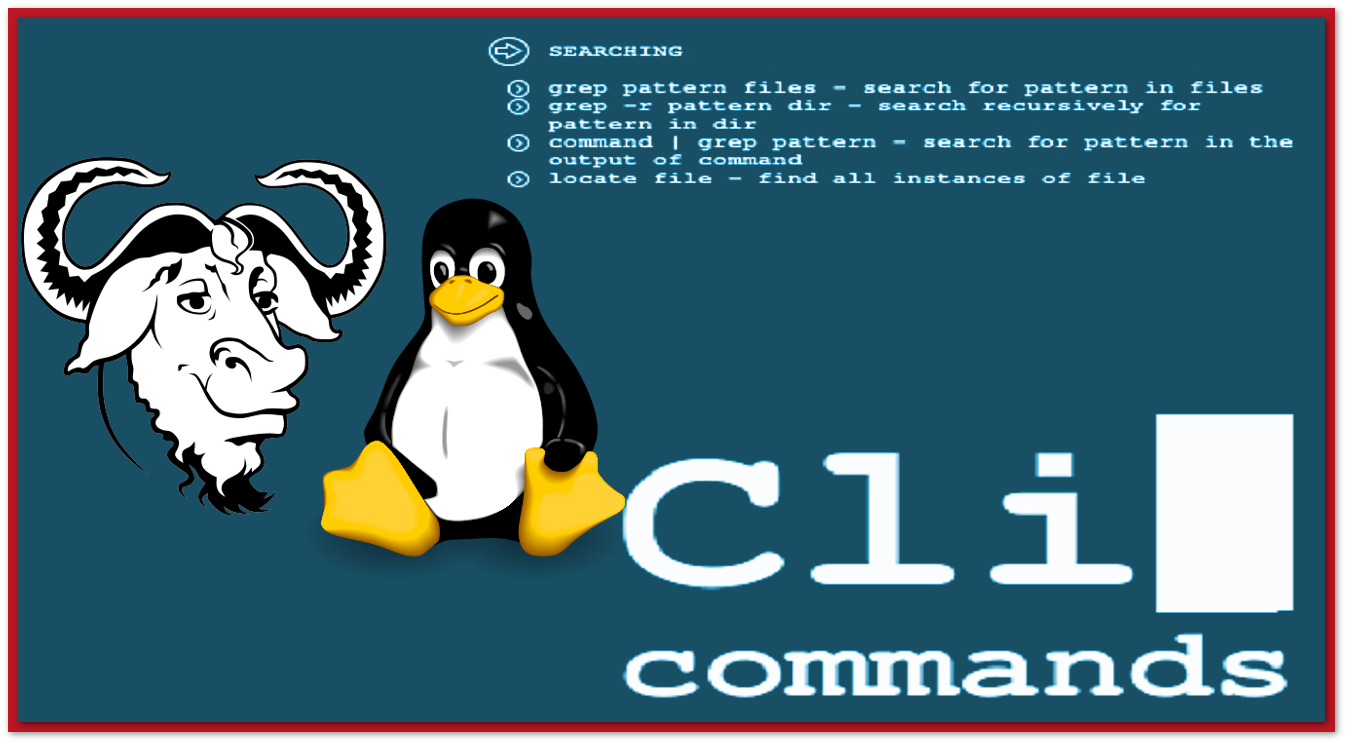 SEARCHING
grep pattern files - search for pattern in files
grep -r pattern dir - search recursively for
pattern in dir
command | grep pattern - search for pattern in the
output of command
locate file - find all instances of file
Cli
commands